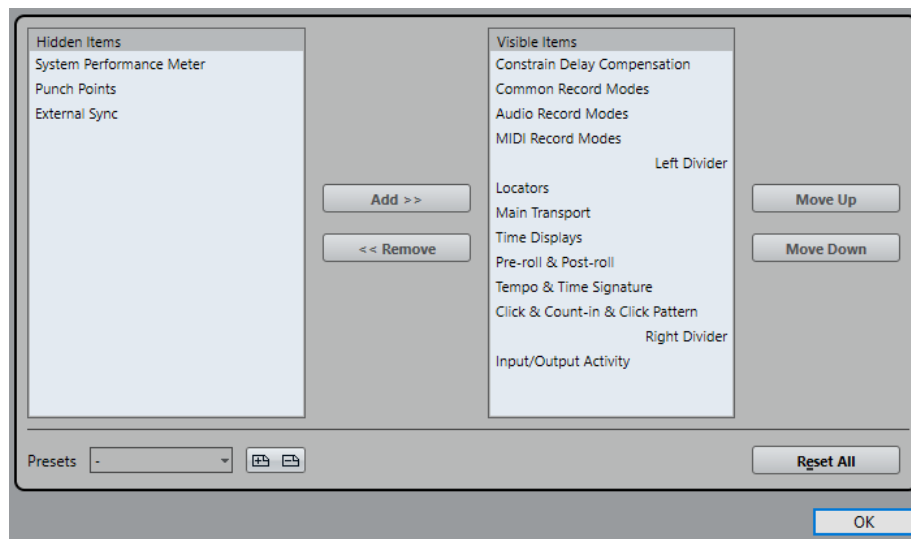 Hidden Items
System Performance Meter
Punch Points
External Sync
Add >>
<< Remove
Visible Items
Constrain Delay Compensation
Common Record Modes
Audio Record Modes
MIDI Record Modes
Left Divider
Locators
Main Transport
Time Displays
Pre-roll & Post-roll
Tempo & Time Signature
Click & Count-in & Click Pattern
Right Divider
Input/Output Activity
Move Up
Move Down
Presets -
Reset All
OK